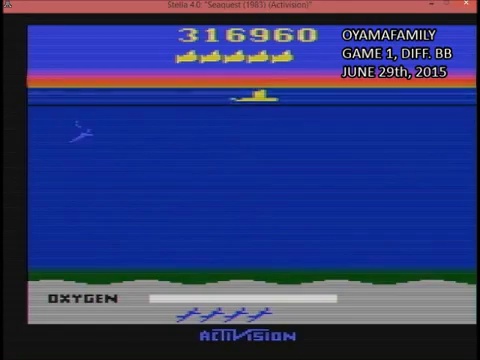 Stella 4.0: "Seaquest (1983) (Activision)"
316960
OYAMAFAMILY
GAME 1, DIFF. BB
JUNE 29th, 2015
OXYGEN
ACTIVISION